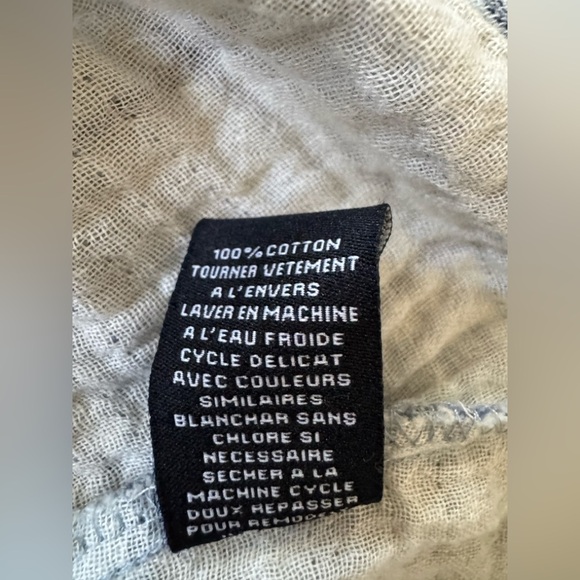 100% COTTON
TOURNER VETEMENT
A L'ENVERS
LAVER EN MACHINE
A L'EAU FROIDE
CYCLE DELICAT
AVEC COULEURS
SIMILAIRES
BLANCHAR SANS
CHLORE SI
NECESSAIRE
SECHER A LA
MACHINE CYCLE
DOUX REPASSER
POUR